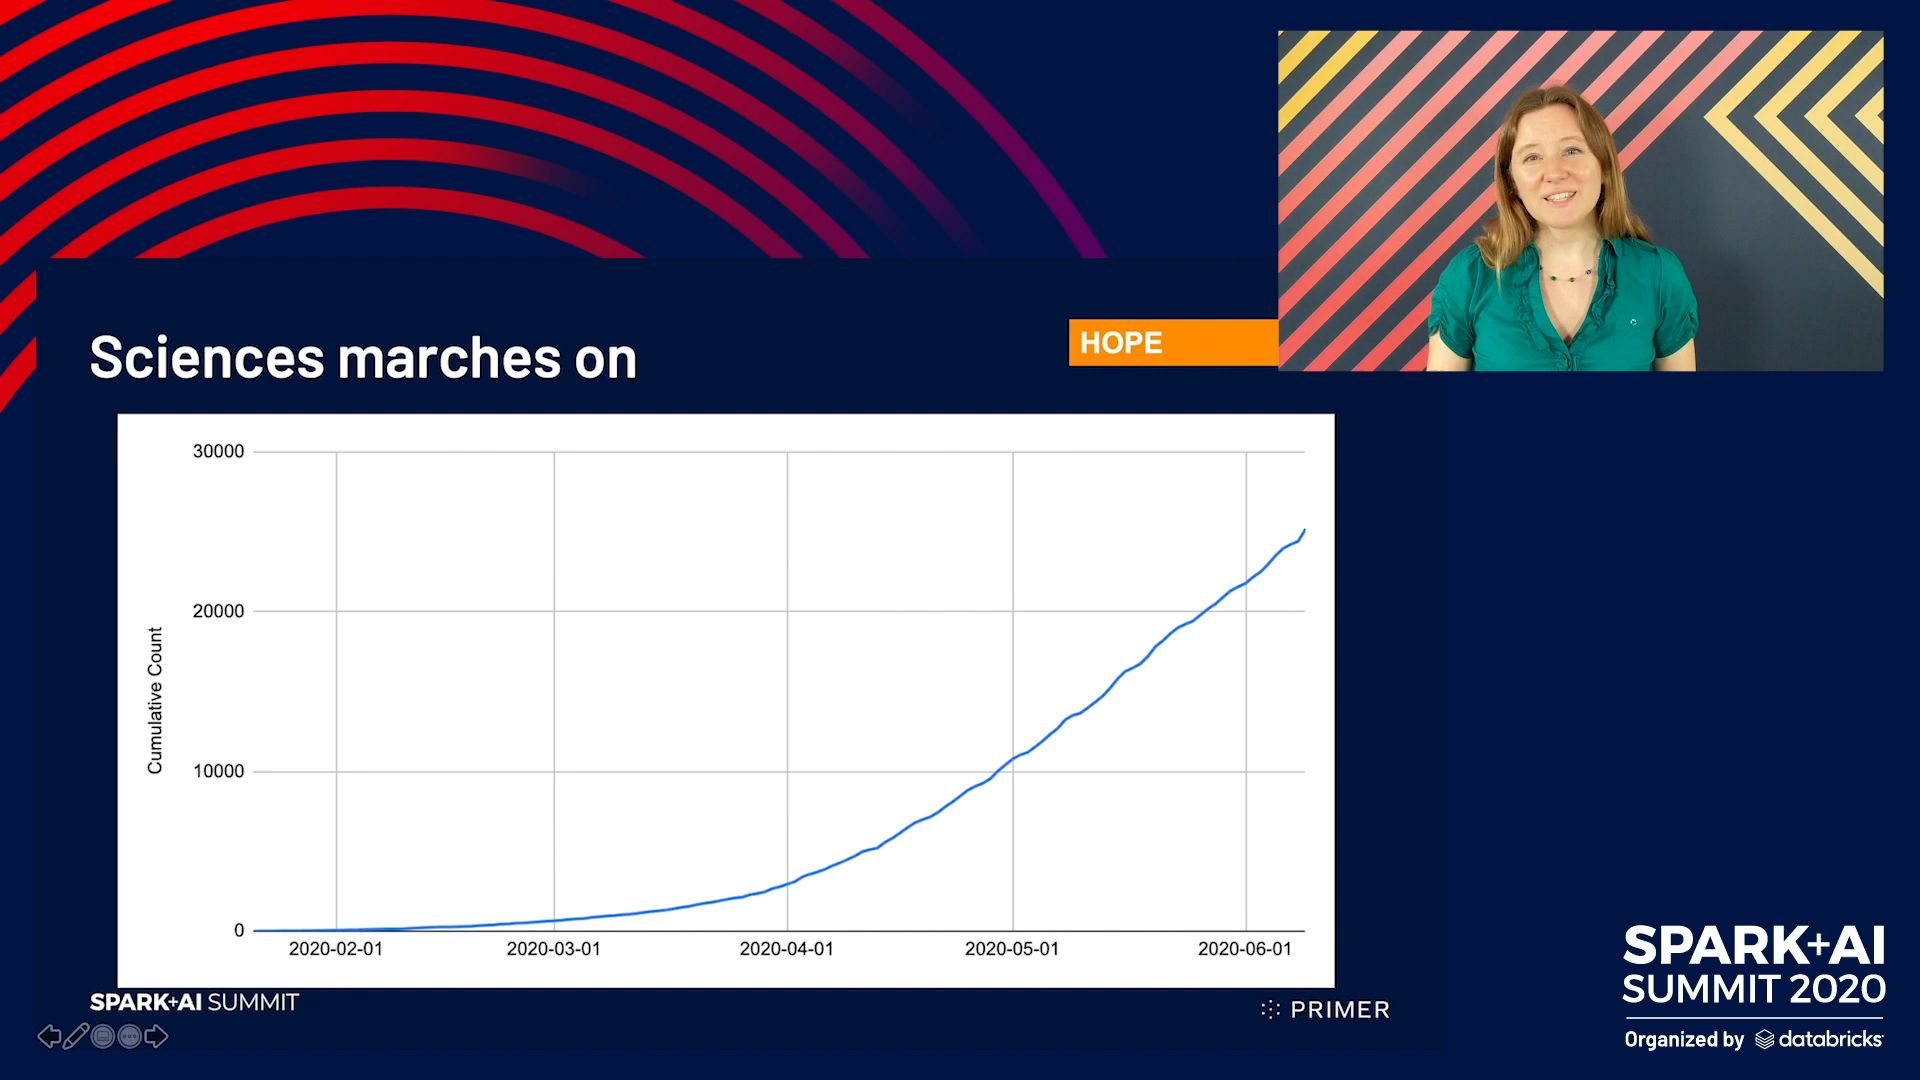 HOPE
Sciences marches on
30000
20000
10000
0
Cumulative Count
2020-02-01 2020-03-01 2020-04-01 2020-05-01 2020-06-01
SPARK+AI SUMMIT
PRIMER
SPARK+AI
SUMMIT 2020
Organized by databricks